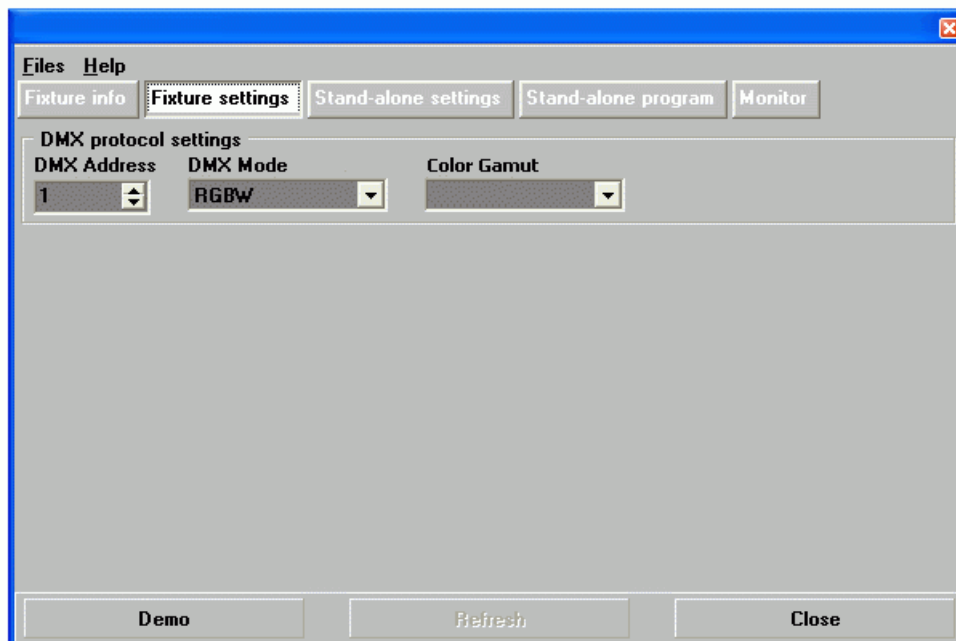 Files Help
Fixture info Fixture settings Stand-alone settings Stand-alone program Monitor
DMX protocol settings
DMX Address DMX Mode Color Gamut
1 RGBW
Demo Refresh Close